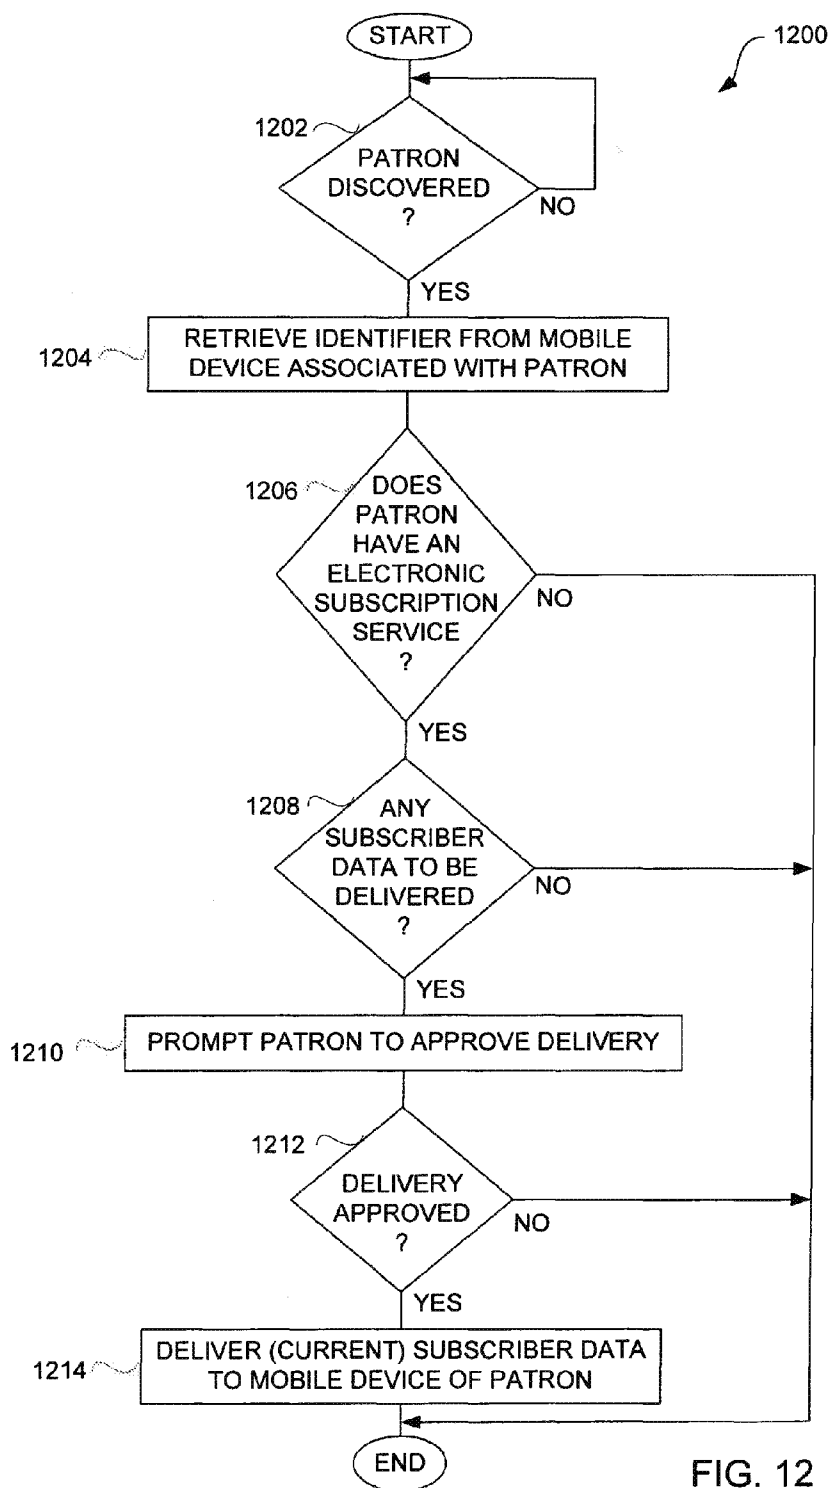 START
1200
1202
PATRON
DISCOVERED
?
NO
YES
1204
RETRIEVE IDENTIFIER FROM MOBILE
DEVICE ASSOCIATED WITH PATRON
1206
DOES
PATRON
HAVE AN
ELECTRONIC
SUBSCRIPTION
SERVICE
?
NO
YES
1208
ANY
SUBSCRIBER
DATA TO BE
DELIVERED
?
NO
YES
1210
PROMPT PATRON TO APPROVE DELIVERY
1212
DELIVERY
APPROVED
?
NO
YES
1214
DELIVER (CURRENT) SUBSCRIBER DATA
TO MOBILE DEVICE OF PATRON
END
FIG. 12